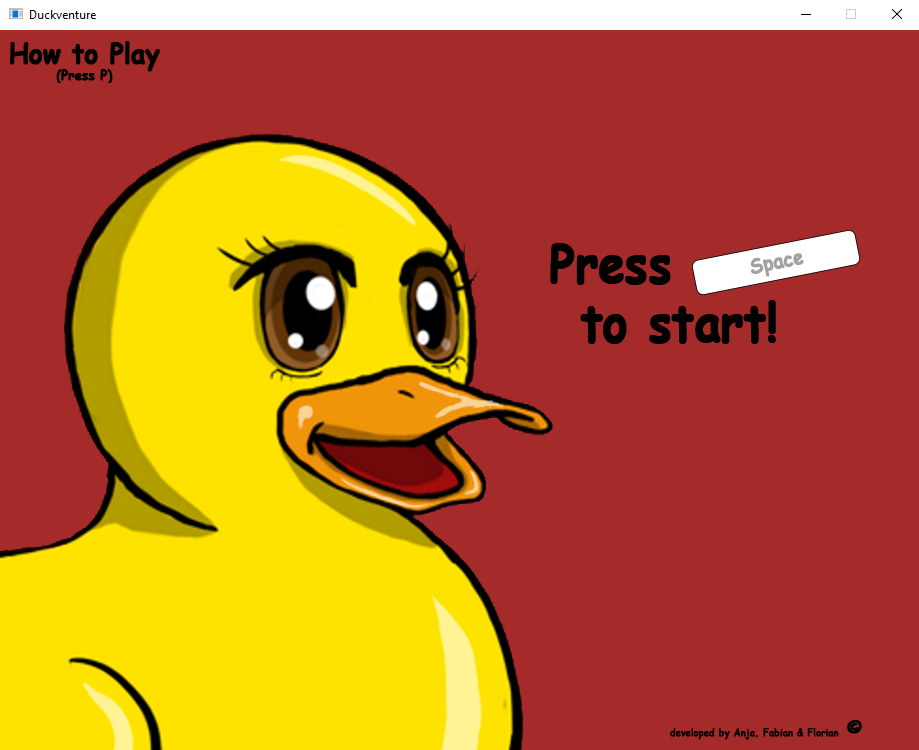 Duckventure
How to Play
(Press P)
Press Space
to start!
developed by Anja, Fabian & Florian ©